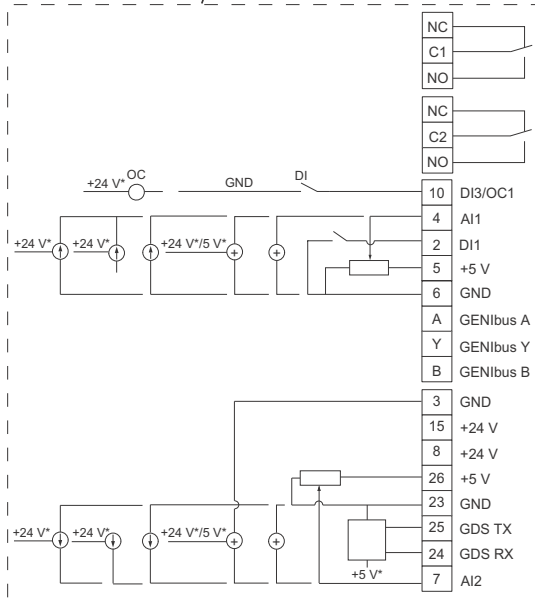 NC
C1
NO
NC
C2
NO
+24 V* OC GND DI 10 DI3/OC1
4 AI1
+24 V* +24 V* +24 V*/5 V* + + 2 DI1
5 +5 V
6 GND
A GENIbus A
Y GENIbus Y
B GENIbus B
3 GND
15 +24 V
8 +24 V
26 +5 V
23 GND
+24 V* +24 V* +24 V*/5 V* + + 25 GDS TX
24 GDS RX
+5 V* 7 AI2